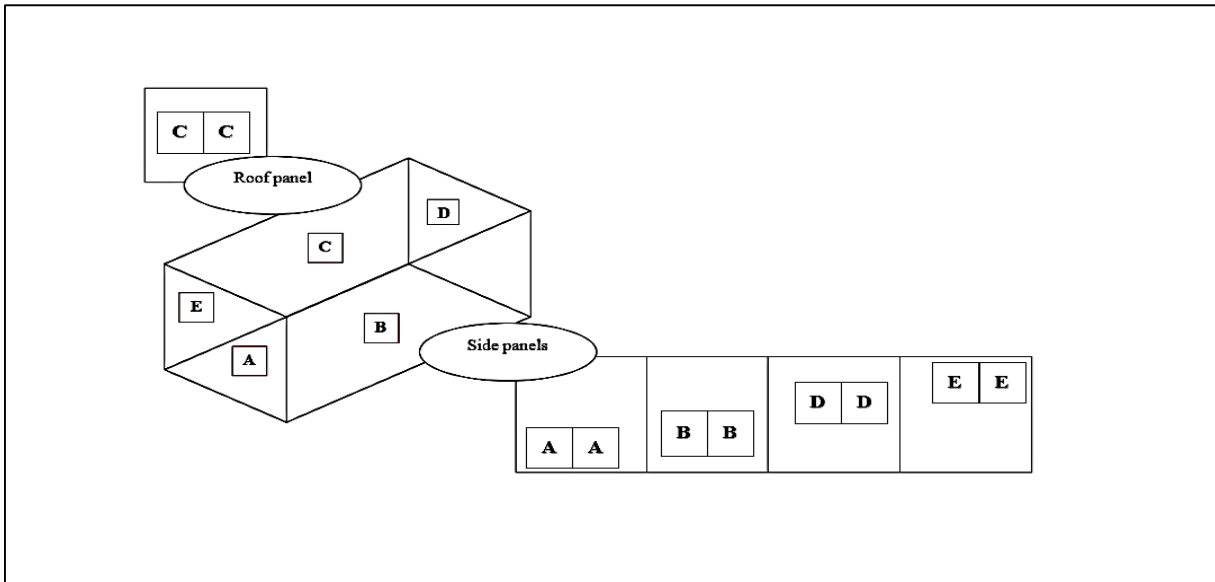 C C
Roof panel
D
C
E
B
A
Side panels
E E
D D
B B
A A